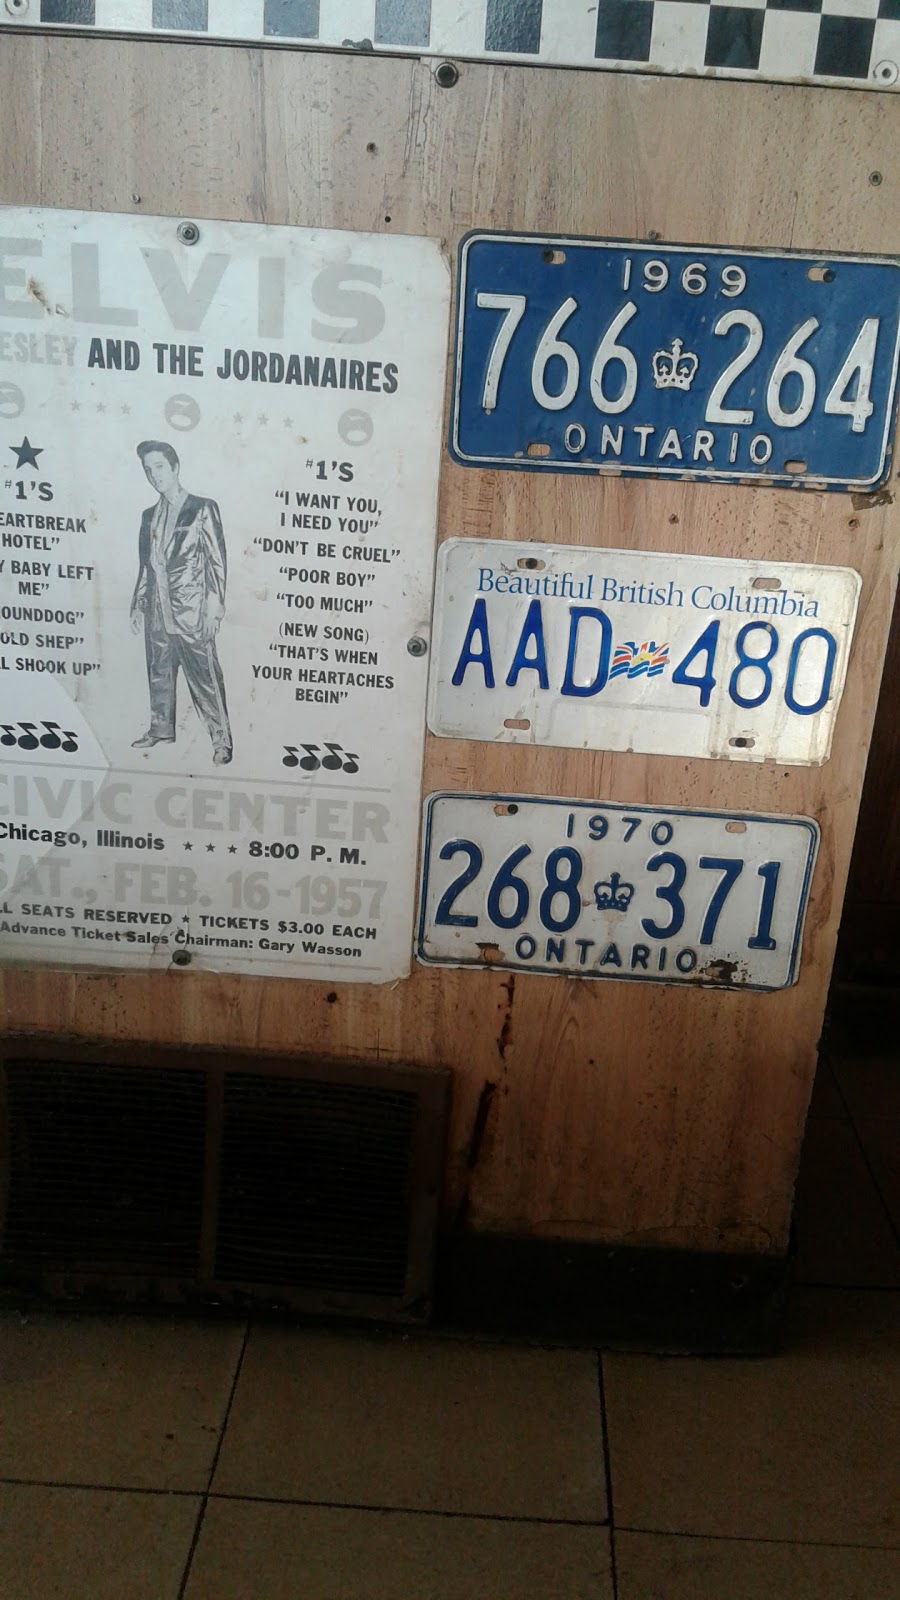 ELVIS
ESLEY AND THE JORDANAIRES
#1'S
EARTBREAK
HOTEL"
Y BABY LEFT
ME"
OUNDDOG"
OLD SHEP"
L SHOOK UP"
#1'S
"I WANT YOU,
I NEED YOU"
"DON'T BE CRUEL"
"POOR BOY"
"TOO MUCH"
(NEW SONG)
"THAT'S WHEN
YOUR HEARTACHES
BEGIN"
CIVIC CENTER
Chicago, Illinois ★ ★ ★ 8:00 P. M.
SAT., FEB. 16-1957
LL SEATS RESERVED ★ TICKETS $3.00 EACH
Advance Ticket Sales Chairman: Gary Wasson
1969
766 264
ONTARIO
Beautiful British Columbia
AAD 480
1970
268 371
ONTARIO